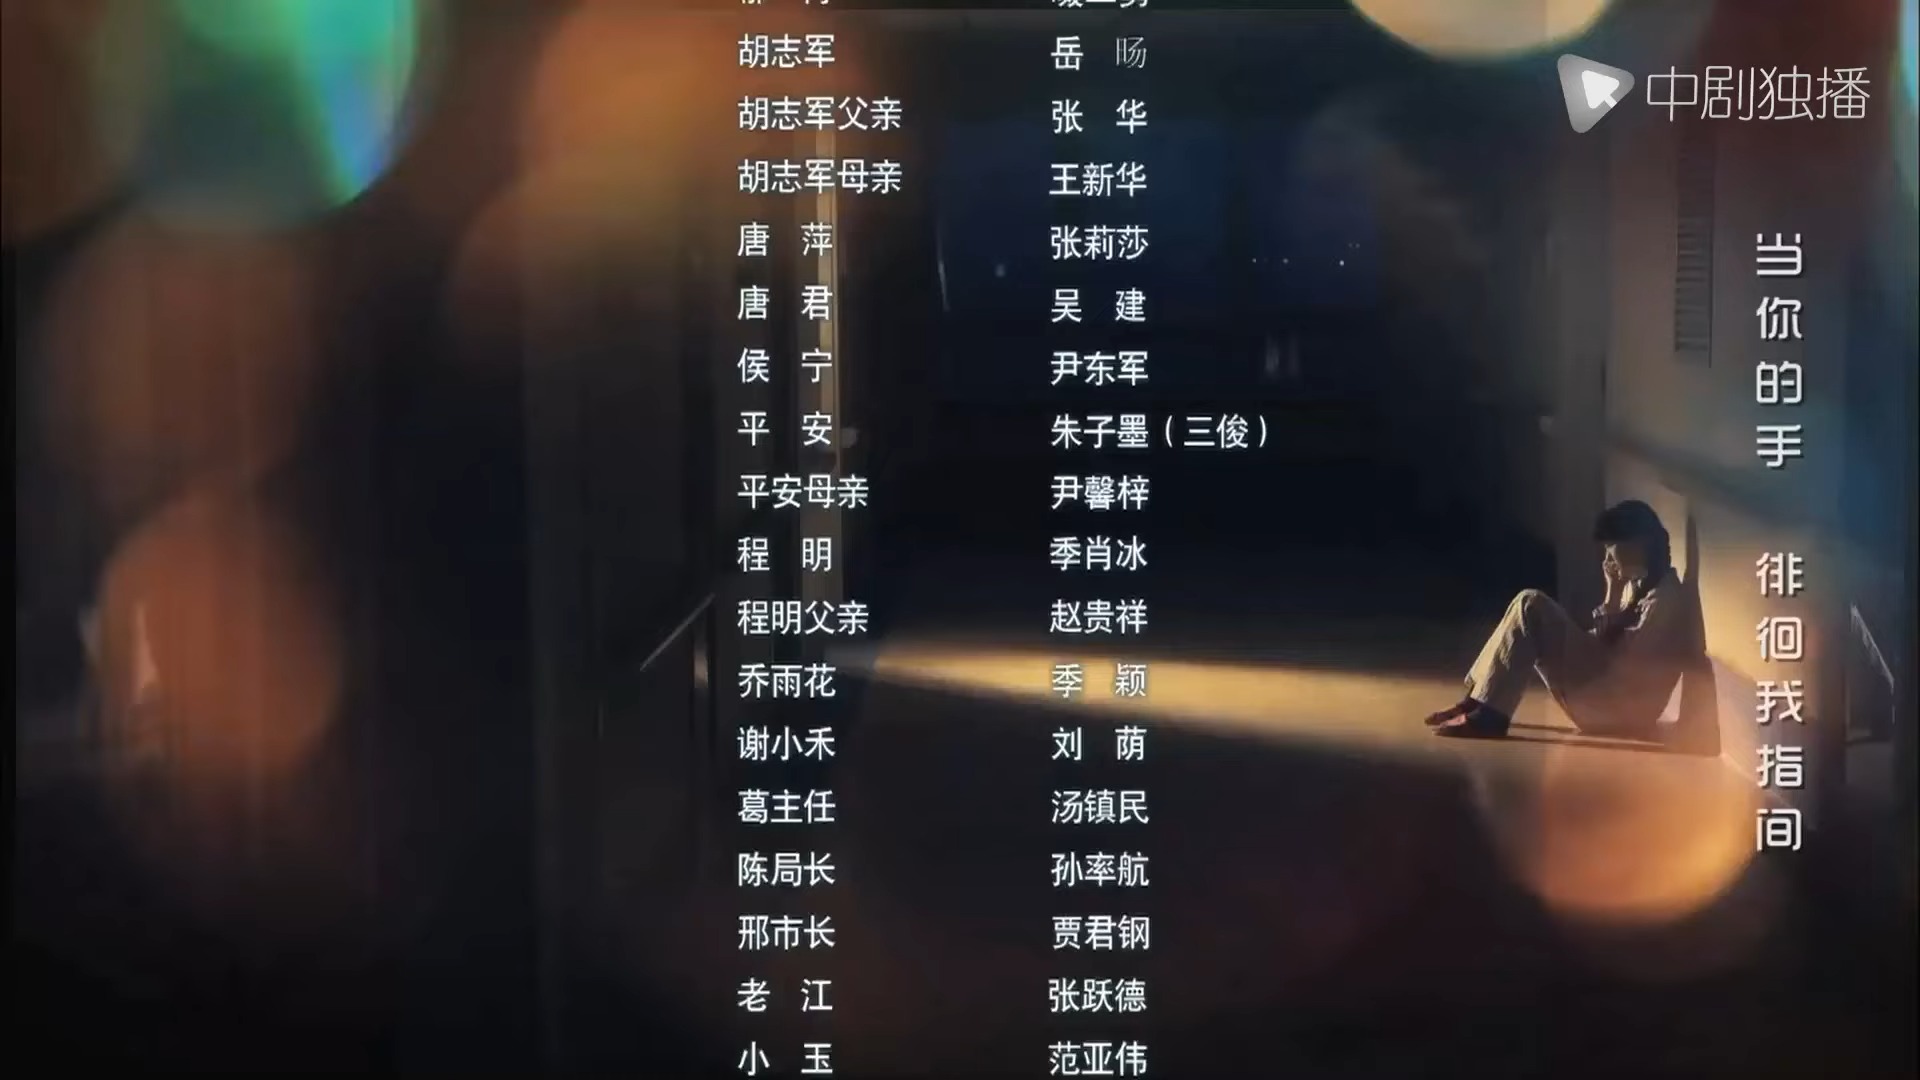 胡志军 岳 旸
胡志军父亲 张 华
胡志军母亲 王新华
唐 萍 张莉莎
唐 君 吴 建
侯 宁 尹东军
平 安 朱子墨（三俊）
平安母亲 尹馨梓
程 明 季肖冰
程明父亲 赵贵祥
乔雨花 季 颖
谢小禾 刘 荫
葛主任 汤镇民
陈局长 孙率航
邢市长 贾君钢
老 江 张跃德
小 玉 范亚伟
中剧独播
当你的手 徘徊我指间